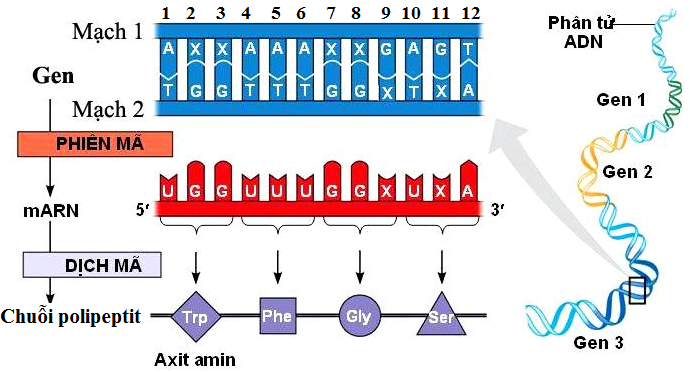 1 2 3 4 5 6 7 8 9 10 11 12
Mạch 1
A X X A A A X X G A G T
T G G T T T G G X T X A
Mạch 2
Gen
PHIÊN MÃ
mARN
5' U G G U U U G G X U X A 3'
DỊCH MÃ
Chuỗi polipeptit
Trp Phe Gly Ser
Axit amin
Phân tử
ADN
Gen 1
Gen 2
Gen 3